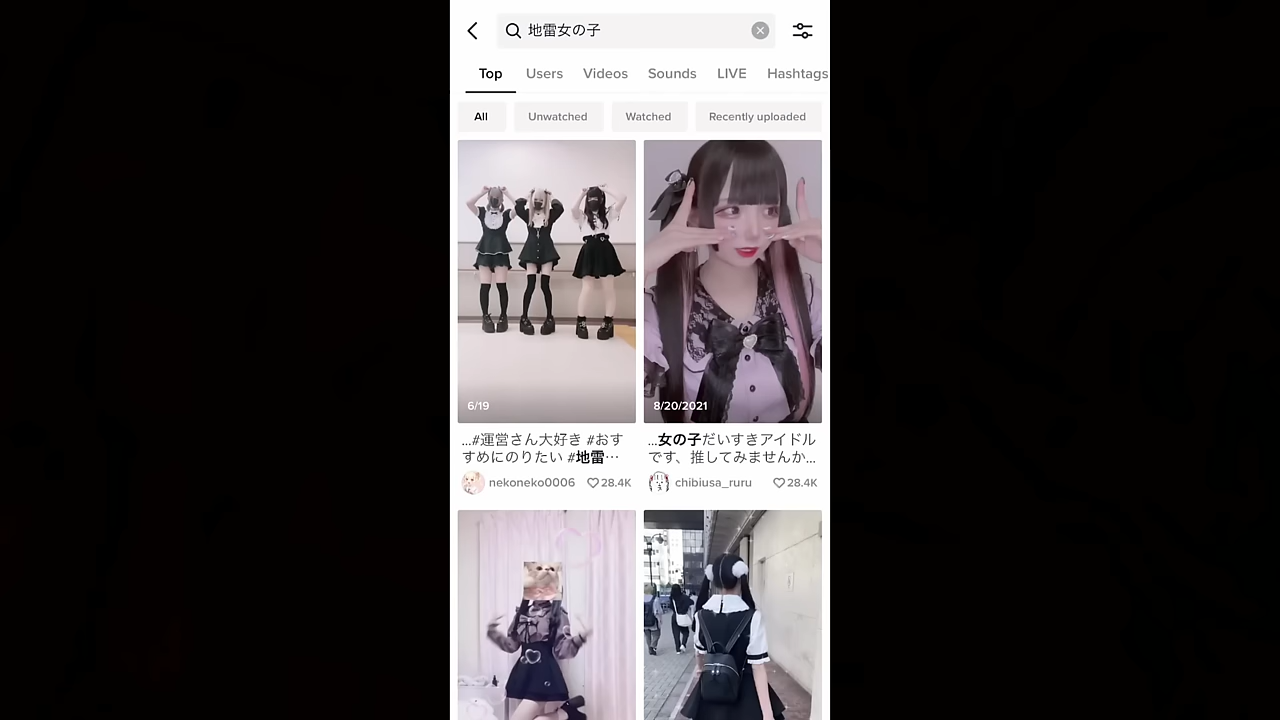 地雷女の子
Top Users Videos Sounds LIVE Hashtags
All Unwatched Watched Recently uploaded
6/19
8/20/2021
...#運営さん大好き #おす
すめにのりたい #地雷…
...女の子だいすきアイドル
です、推してみませんか...
nekoneko0006 28.4K
chibiusa_ruru 28.4K